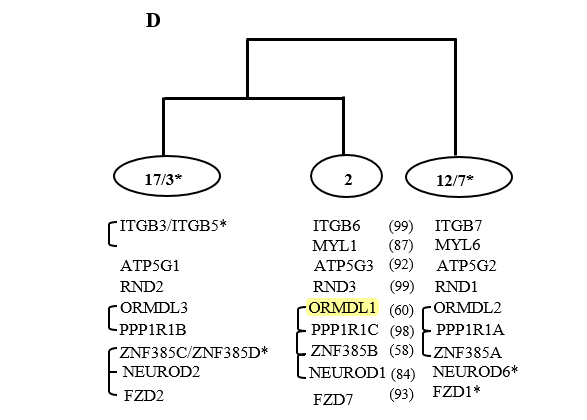 D
17/3* 2 12/7*
ITGB3/ITGB5* ITGB6 (99) ITGB7
MYL1 (87) MYL6
ATP5G1 ATP5G3 (92) ATP5G2
RND2 RND3 (99) RND1
ORMDL3 ORMDL1 (60) ORMDL2
PPP1R1B PPP1R1C (98) PPP1R1A
ZNF385C/ZNF385D* ZNF385B (58) ZNF385A
NEUROD2 NEUROD1 (84) NEUROD6*
FZD2 FZD7 (93) FZD1*